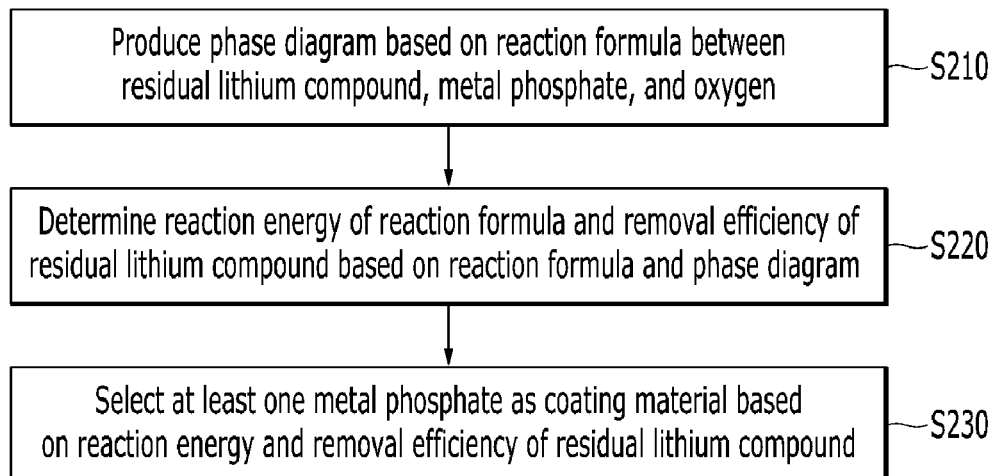 Produce phase diagram based on reaction formula between
residual lithium compound, metal phosphate, and oxygen
S210
Determine reaction energy of reaction formula and removal efficiency of
residual lithium compound based on reaction formula and phase diagram
S220
Select at least one metal phosphate as coating material based
on reaction energy and removal efficiency of residual lithium compound
S230